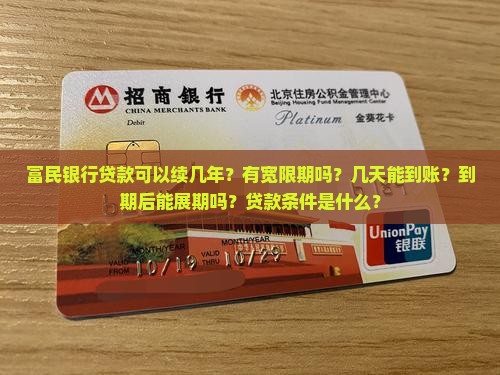 招商银行
CHINA MERCHANTS BANK
Debit
北京住房公积金管理中心
Beijing Housing Fund Management Center
Platinum 金葵花卡
富民银行贷款可以续几年？有宽限期吗？几天能到账？到
期后能展期吗？贷款条件是什么？
MONTH/YEAR MONTH/YEAR
VALID FROM 10/19 VALID THRU 10/29
UnionPay
银联